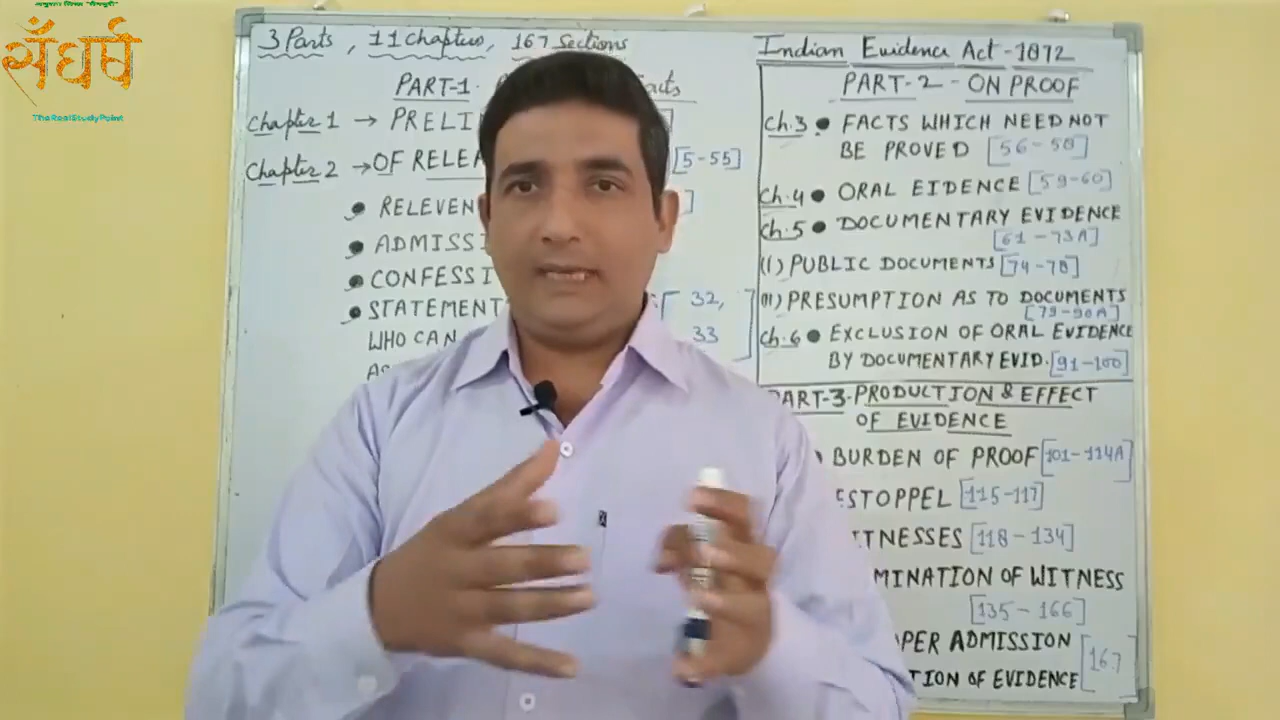 संघर्ष
The Real Study Point
3 Parts, 11 Chapters, 167 Sections
PART-1.
acts
Chapter 1 → PRELI
Chapter 2 → OF RELEA
[5-55]
• RELEVEN
]
• ADMISSI
• CONFESSI
• STATEMENT
: [32,
WHO CAN
33]
AS
Indian Evidence Act - 1872
PART-2 - ON PROOF
Ch.3 • FACTS WHICH NEED NOT
BE PROVED [56-58]
Ch.4 • ORAL EIDENCE [59-60]
Ch.5 • DOCUMENTARY EVIDENCE
[61-73A]
(I) PUBLIC DOCUMENTS [74-78]
(II) PRESUMPTION AS TO DOCUMENTS
[79-90A]
Ch.6 • EXCLUSION OF ORAL EVIDENCE
BY DOCUMENTARY EVID. [91-100]
PART-3-PRODUCTION & EFFECT
OF EVIDENCE
BURDEN OF PROOF [101-114A]
ESTOPPEL [115-117]
ITNESSES [118-134]
MINATION OF WITNESS
[135-166]
PER ADMISSION
[167]
TION OF EVIDENCE